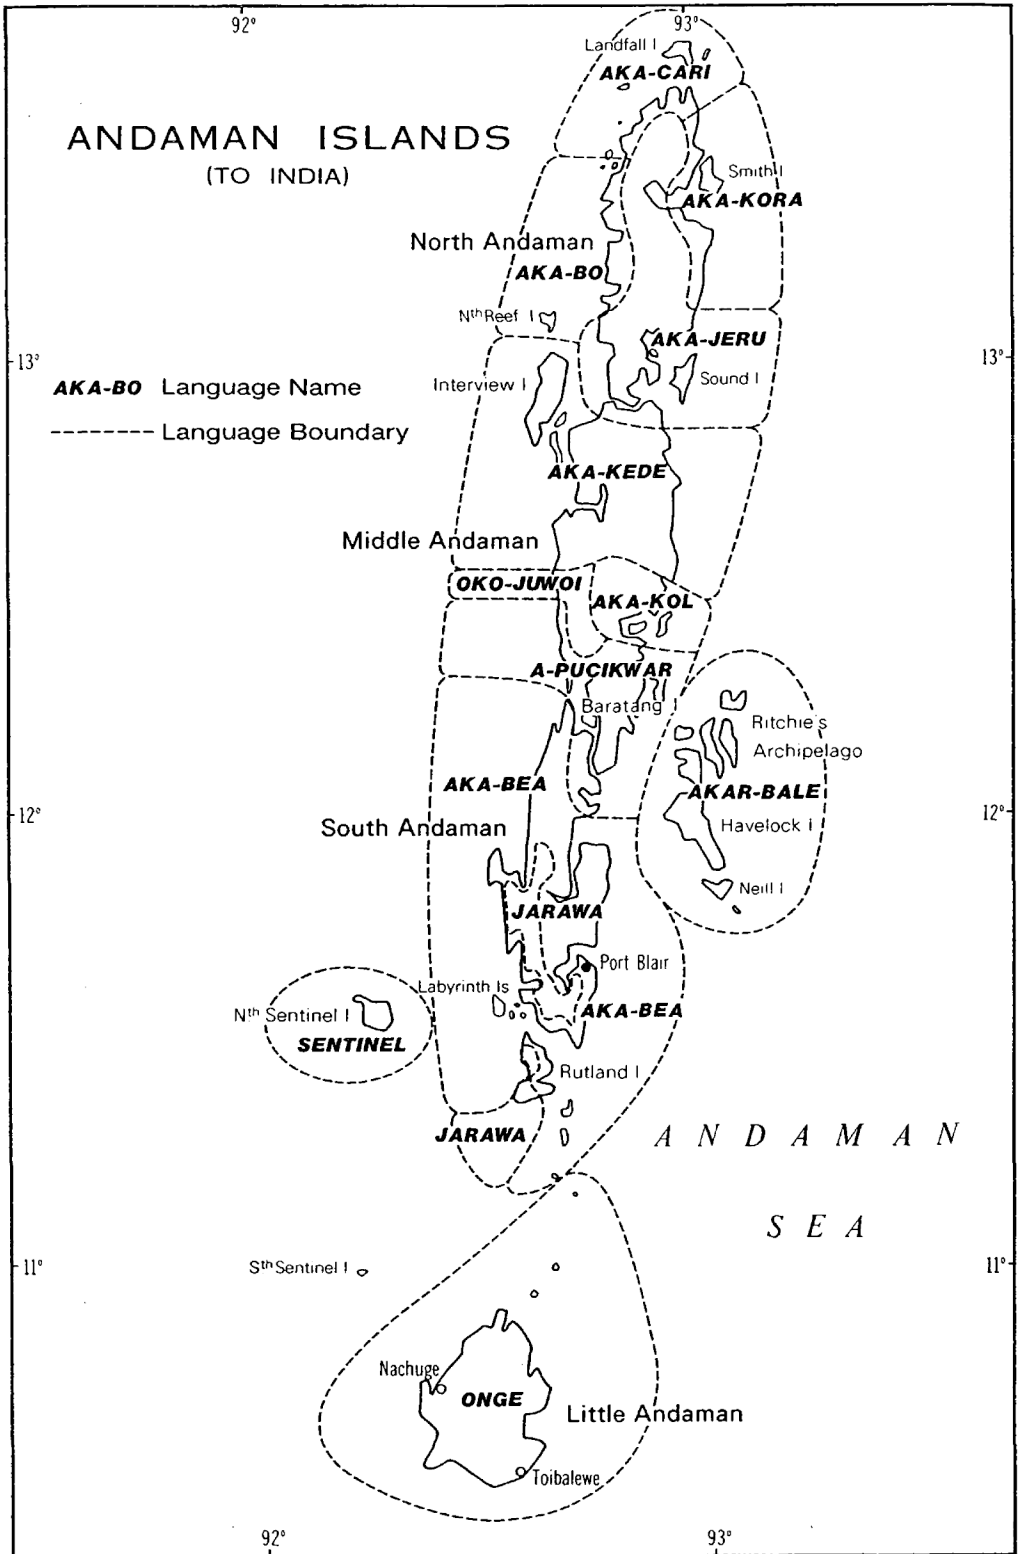 92°
93°
Landfall I
AKA-CARI
ANDAMAN ISLANDS
(TO INDIA)
Smith I
AKA-KORA
North Andaman
AKA-BO
Nth Reef I
AKA-JERU
13°
13°
Interview I
Sound I
AKA-BO Language Name
Language Boundary
AKA-KEDE
Middle Andaman
OKO-JUWOI
AKA-KOL
A-PUCIKWAR
Baratang I
Ritchie's
Archipelago
AKA-BEA
AKAR-BALE
12°
12°
South Andaman
Havelock I
Neill I
JARAWA
Port Blair
Labyrinth Is
Nth Sentinel I
AKA-BEA
SENTINEL
Rutland I
JARAWA
ANDAMAN
SEA
Sth Sentinel I
11°
11°
Nachuge
ONGE
Little Andaman
Toibalewe
92°
93°